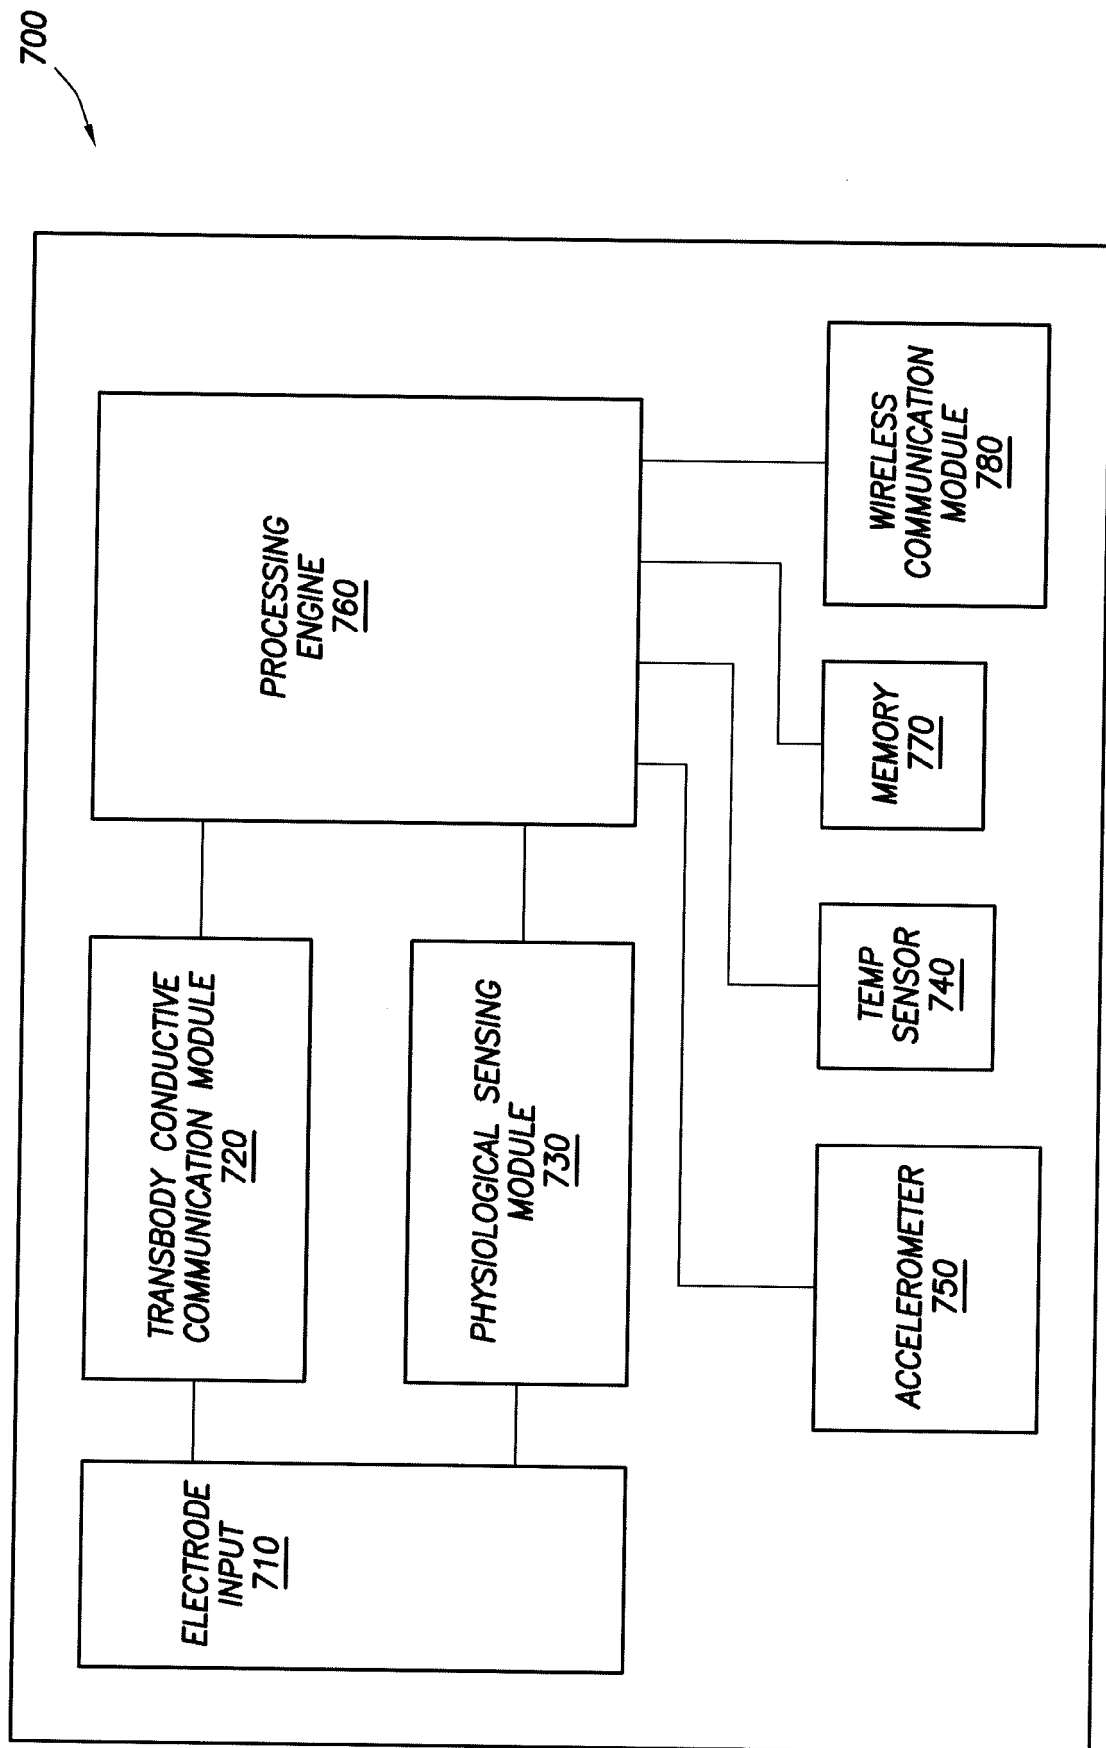 700
ELECTRODE
INPUT
710
TRANSBODY CONDUCTIVE
COMMUNICATION MODULE
720
PHYSIOLOGICAL SENSING
MODULE
730
PROCESSING
ENGINE
760
ACCELEROMETER
750
TEMP
SENSOR
740
MEMORY
770
WIRELESS
COMMUNICATION
MODULE
780